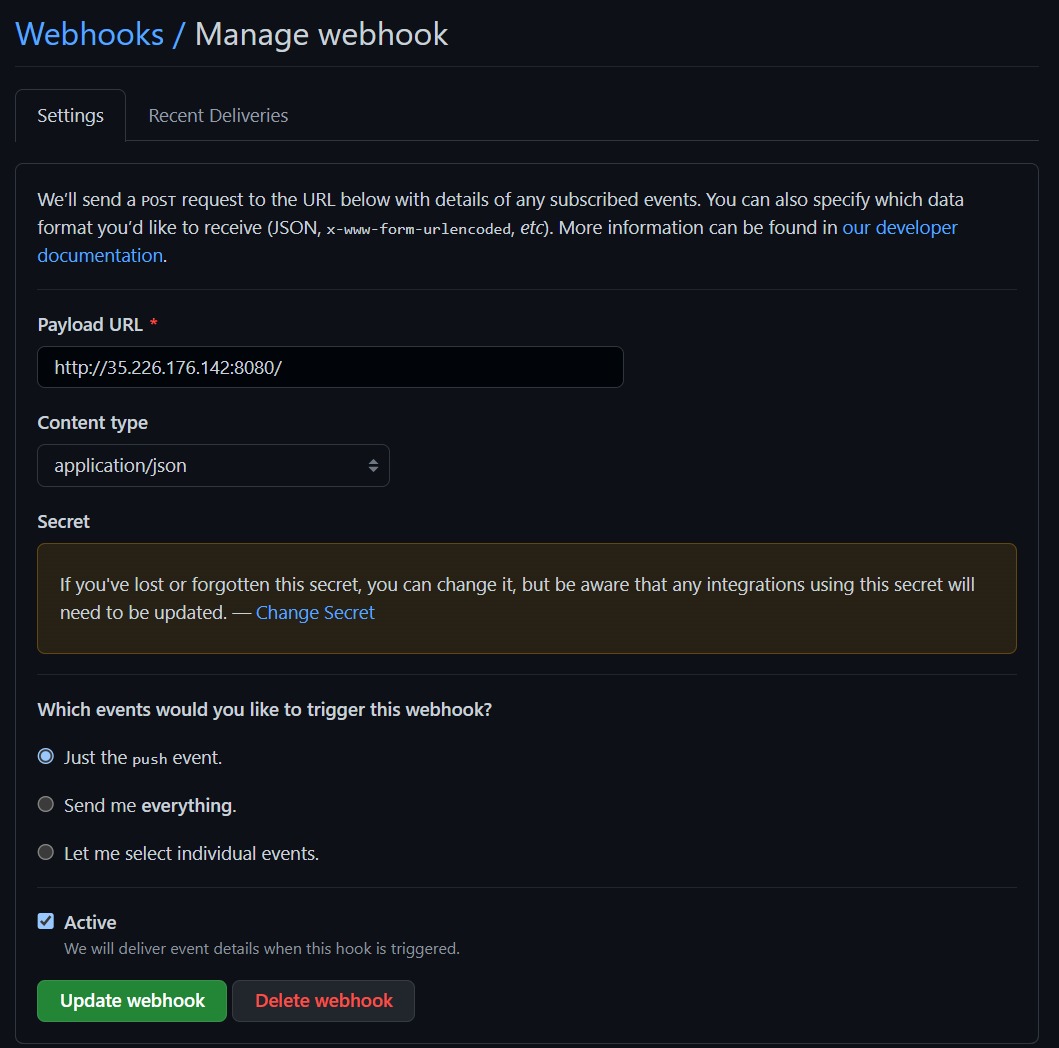 Webhooks / Manage webhook
Settings
Recent Deliveries
We’ll send a POST request to the URL below with details of any subscribed events. You can also specify which data
format you’d like to receive (JSON, x-www-form-urlencoded, etc). More information can be found in our developer
documentation.
Payload URL *
http://35.226.176.142:8080/
Content type
application/json
Secret
If you've lost or forgotten this secret, you can change it, but be aware that any integrations using this secret will
need to be updated. — Change Secret
Which events would you like to trigger this webhook?
Just the push event.
Send me everything.
Let me select individual events.
Active
We will deliver event details when this hook is triggered.
Update webhook
Delete webhook